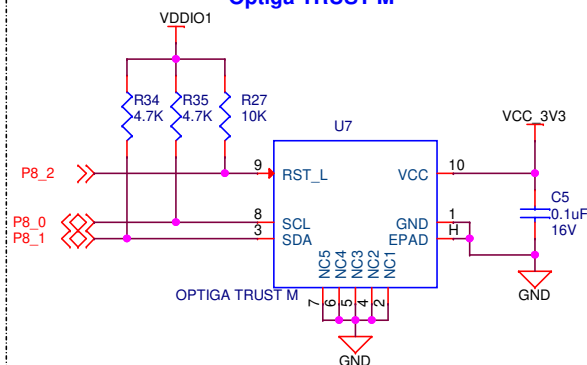 Optiga TRUST M
VDDIO1
R34
4.7K
R35
4.7K
R27
10K
U7
VCC_3V3
P8_2
9
RST_L
VCC
10
C5
0.1uF
16V
P8_0
8
SCL
GND
1
P8_1
3
SDA
EPAD
H
NC5
NC4
NC3
NC2
NC1
OPTIGA TRUST M
7
6
5
4
2
GND
GND